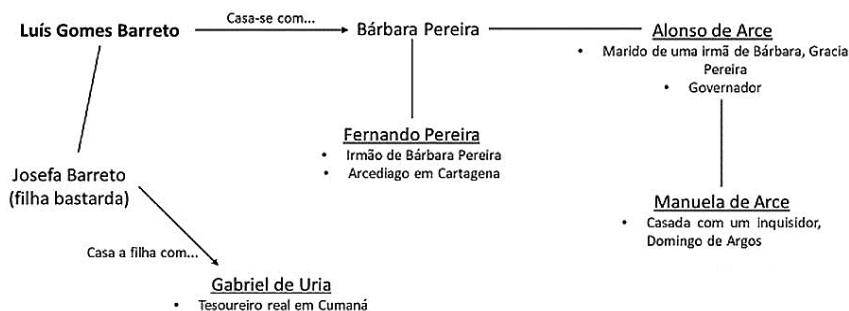 Luís Gomes Barreto
Casa-se com...
Bárbara Pereira
Alonso de Arce
• Marido de uma irmã de Bárbara, Gracia
Pereira
• Governador
Fernando Pereira
• Irmão de Bárbara Pereira
• Arcediago em Cartagena
Josefa Barreto
(filha bastarda)
Manuela de Arce
• Casada com um inquisidor,
Domingo de Argos
Casa a filha com...
Gabriel de Uria
• Tesoureiro real em Cumaná